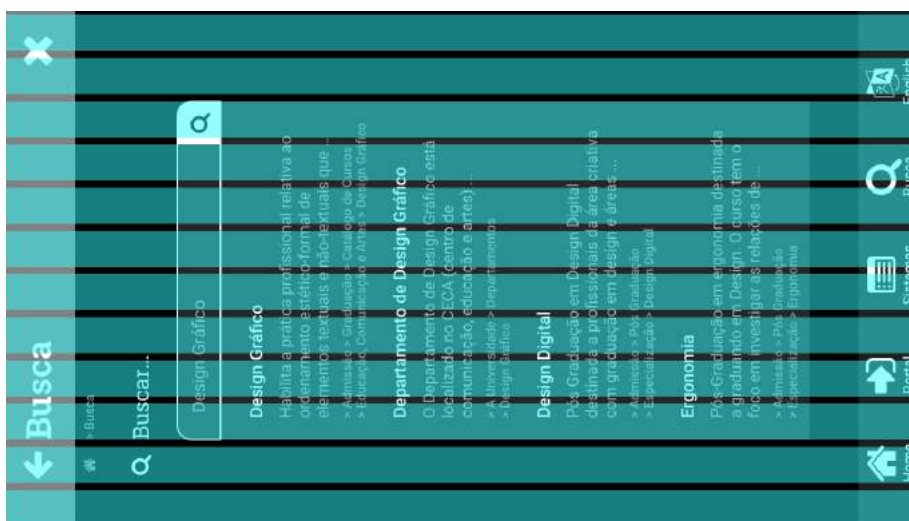 Busca
> Busca
Buscar...
Design Gráfico
Design Gráfico
Habilita a prática profissional relativa ao
ordenamento estético-formal de
elementos textuais e não-textuais que ...
> Admissão > Graduação > Catálogo de Cursos
> Educação, Comunicação e Artes > Design Gráfico
Departamento de Design Gráfico
O Departamento de Design Gráfico está
localizado no CECA (centro de
comunicação, educação e artes) ...
> A Universidade > Departamentos
> Design Gráfico
Design Digital
Pós Graduação em Design Digital
destinada a profissionais da área criativa
com graduação em design e áreas ...
> Admissão > Pós Graduação
> Especialização > Design Digital
Ergonomia
Pós-Graduação em ergonomia destinada
a graduando em Design. O curso tem o
foco em investigar as relações de ...
> Admissão > Pós Graduação
> Especialização > Ergonomia
Home
Portal
Sistemas
Busca
English